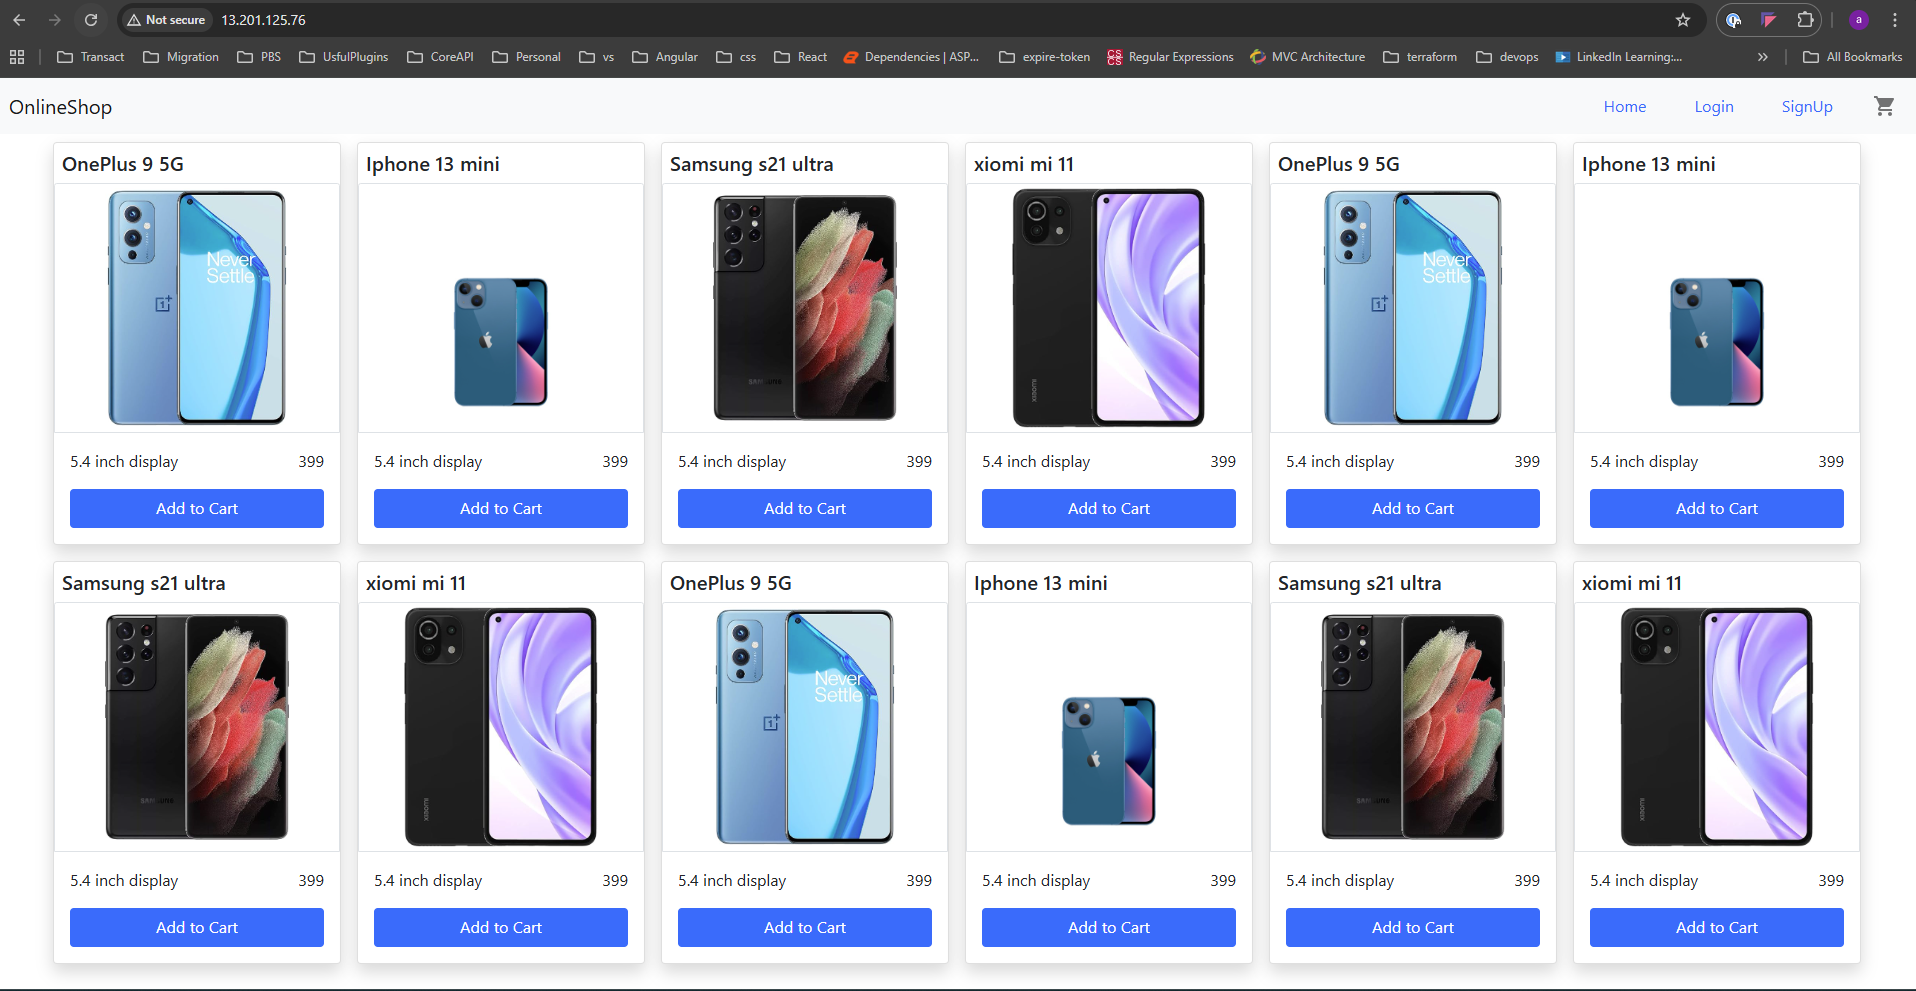 Not secure 13.201.125.76 a
Transact Migration PBS UsfulPlugins CoreAPI Personal vs Angular css React Dependencies | ASP... expire-token Regular Expressions MVC Architecture terraform devops LinkedIn Learning:... » All Bookmarks
OnlineShop Home Login SignUp
OnePlus 9 5G Iphone 13 mini Samsung s21 ultra xiomi mi 11 OnePlus 9 5G Iphone 13 mini
Never Never
Settle Settle
SAMSUNG
XIAOMI
5.4 inch display 399 5.4 inch display 399 5.4 inch display 399 5.4 inch display 399 5.4 inch display 399 5.4 inch display 399
Add to Cart Add to Cart Add to Cart Add to Cart Add to Cart Add to Cart
Samsung s21 ultra xiomi mi 11 OnePlus 9 5G Iphone 13 mini Samsung s21 ultra xiomi mi 11
Never
Settle
SAMSUNG SAMSUNG
XIAOMI XIAOMI
5.4 inch display 399 5.4 inch display 399 5.4 inch display 399 5.4 inch display 399 5.4 inch display 399 5.4 inch display 399
Add to Cart Add to Cart Add to Cart Add to Cart Add to Cart Add to Cart